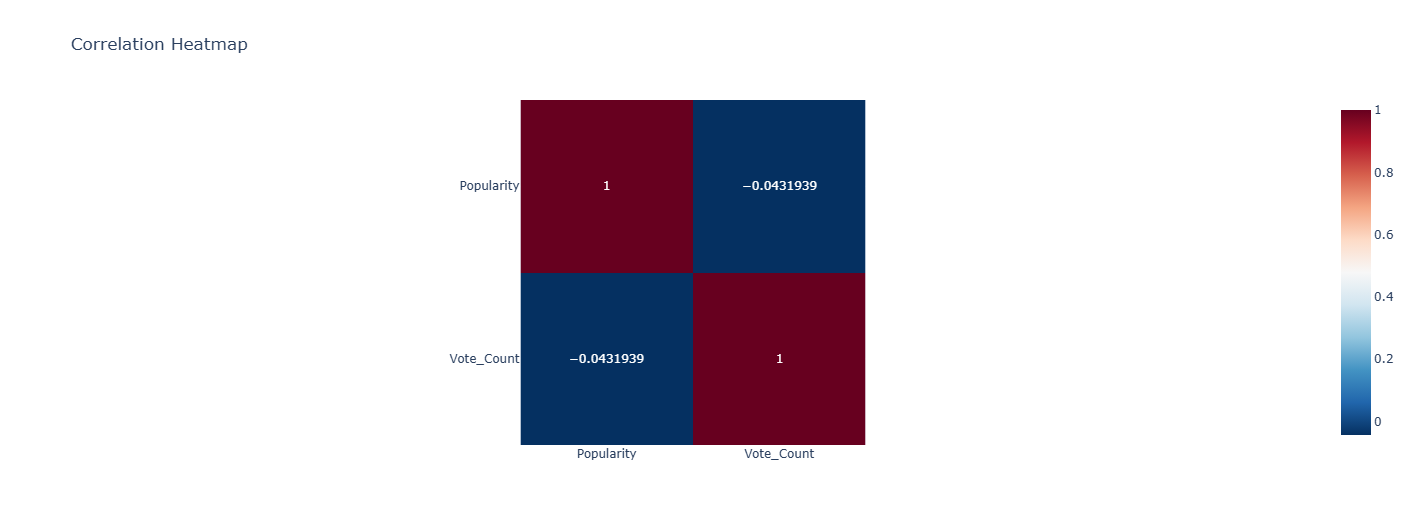 Correlation Heatmap
Popularity
1
−0.0431939
Vote_Count
−0.0431939
1
Popularity
Vote_Count
1
0.8
0.6
0.4
0.2
0